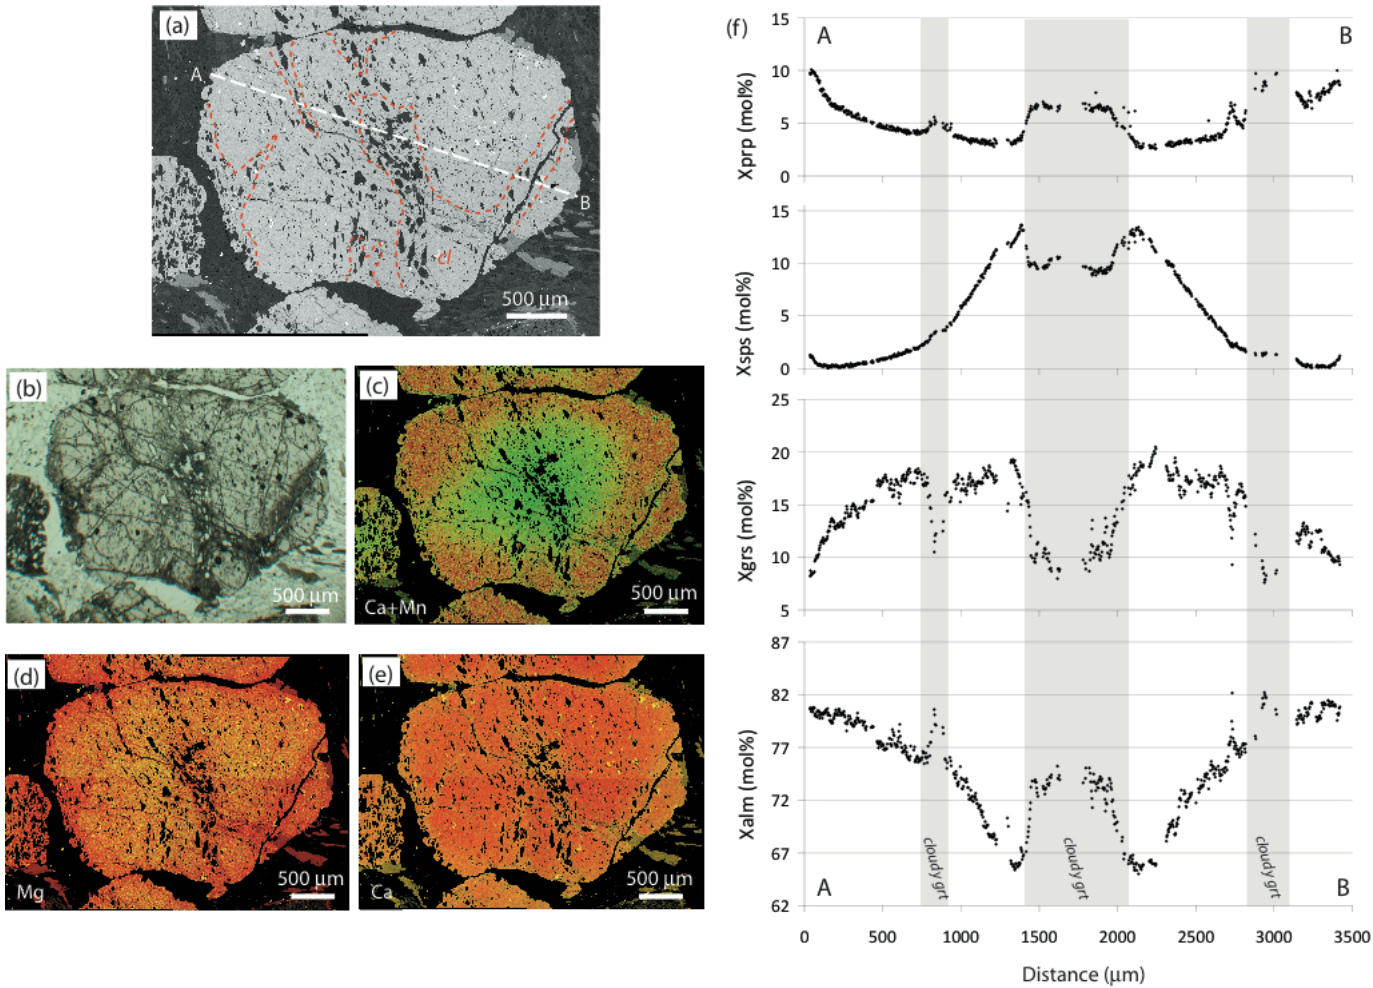 (a)
A
B
cl
500 µm
(b)
500 µm
(c)
Ca+Mn
500 µm
(d)
Mg
500 µm
(e)
Ca
500 µm
(f)
A
B
15
10
5
0
Xprp (mol%)
15
10
5
0
Xsps (mol%)
25
20
15
10
5
Xgrs (mol%)
87
82
77
72
67
62
Xalm (mol%)
cloudy grt
cloudy grt
cloudy grt
A
B
0
500
1000
1500
2000
2500
3000
3500
Distance (µm)